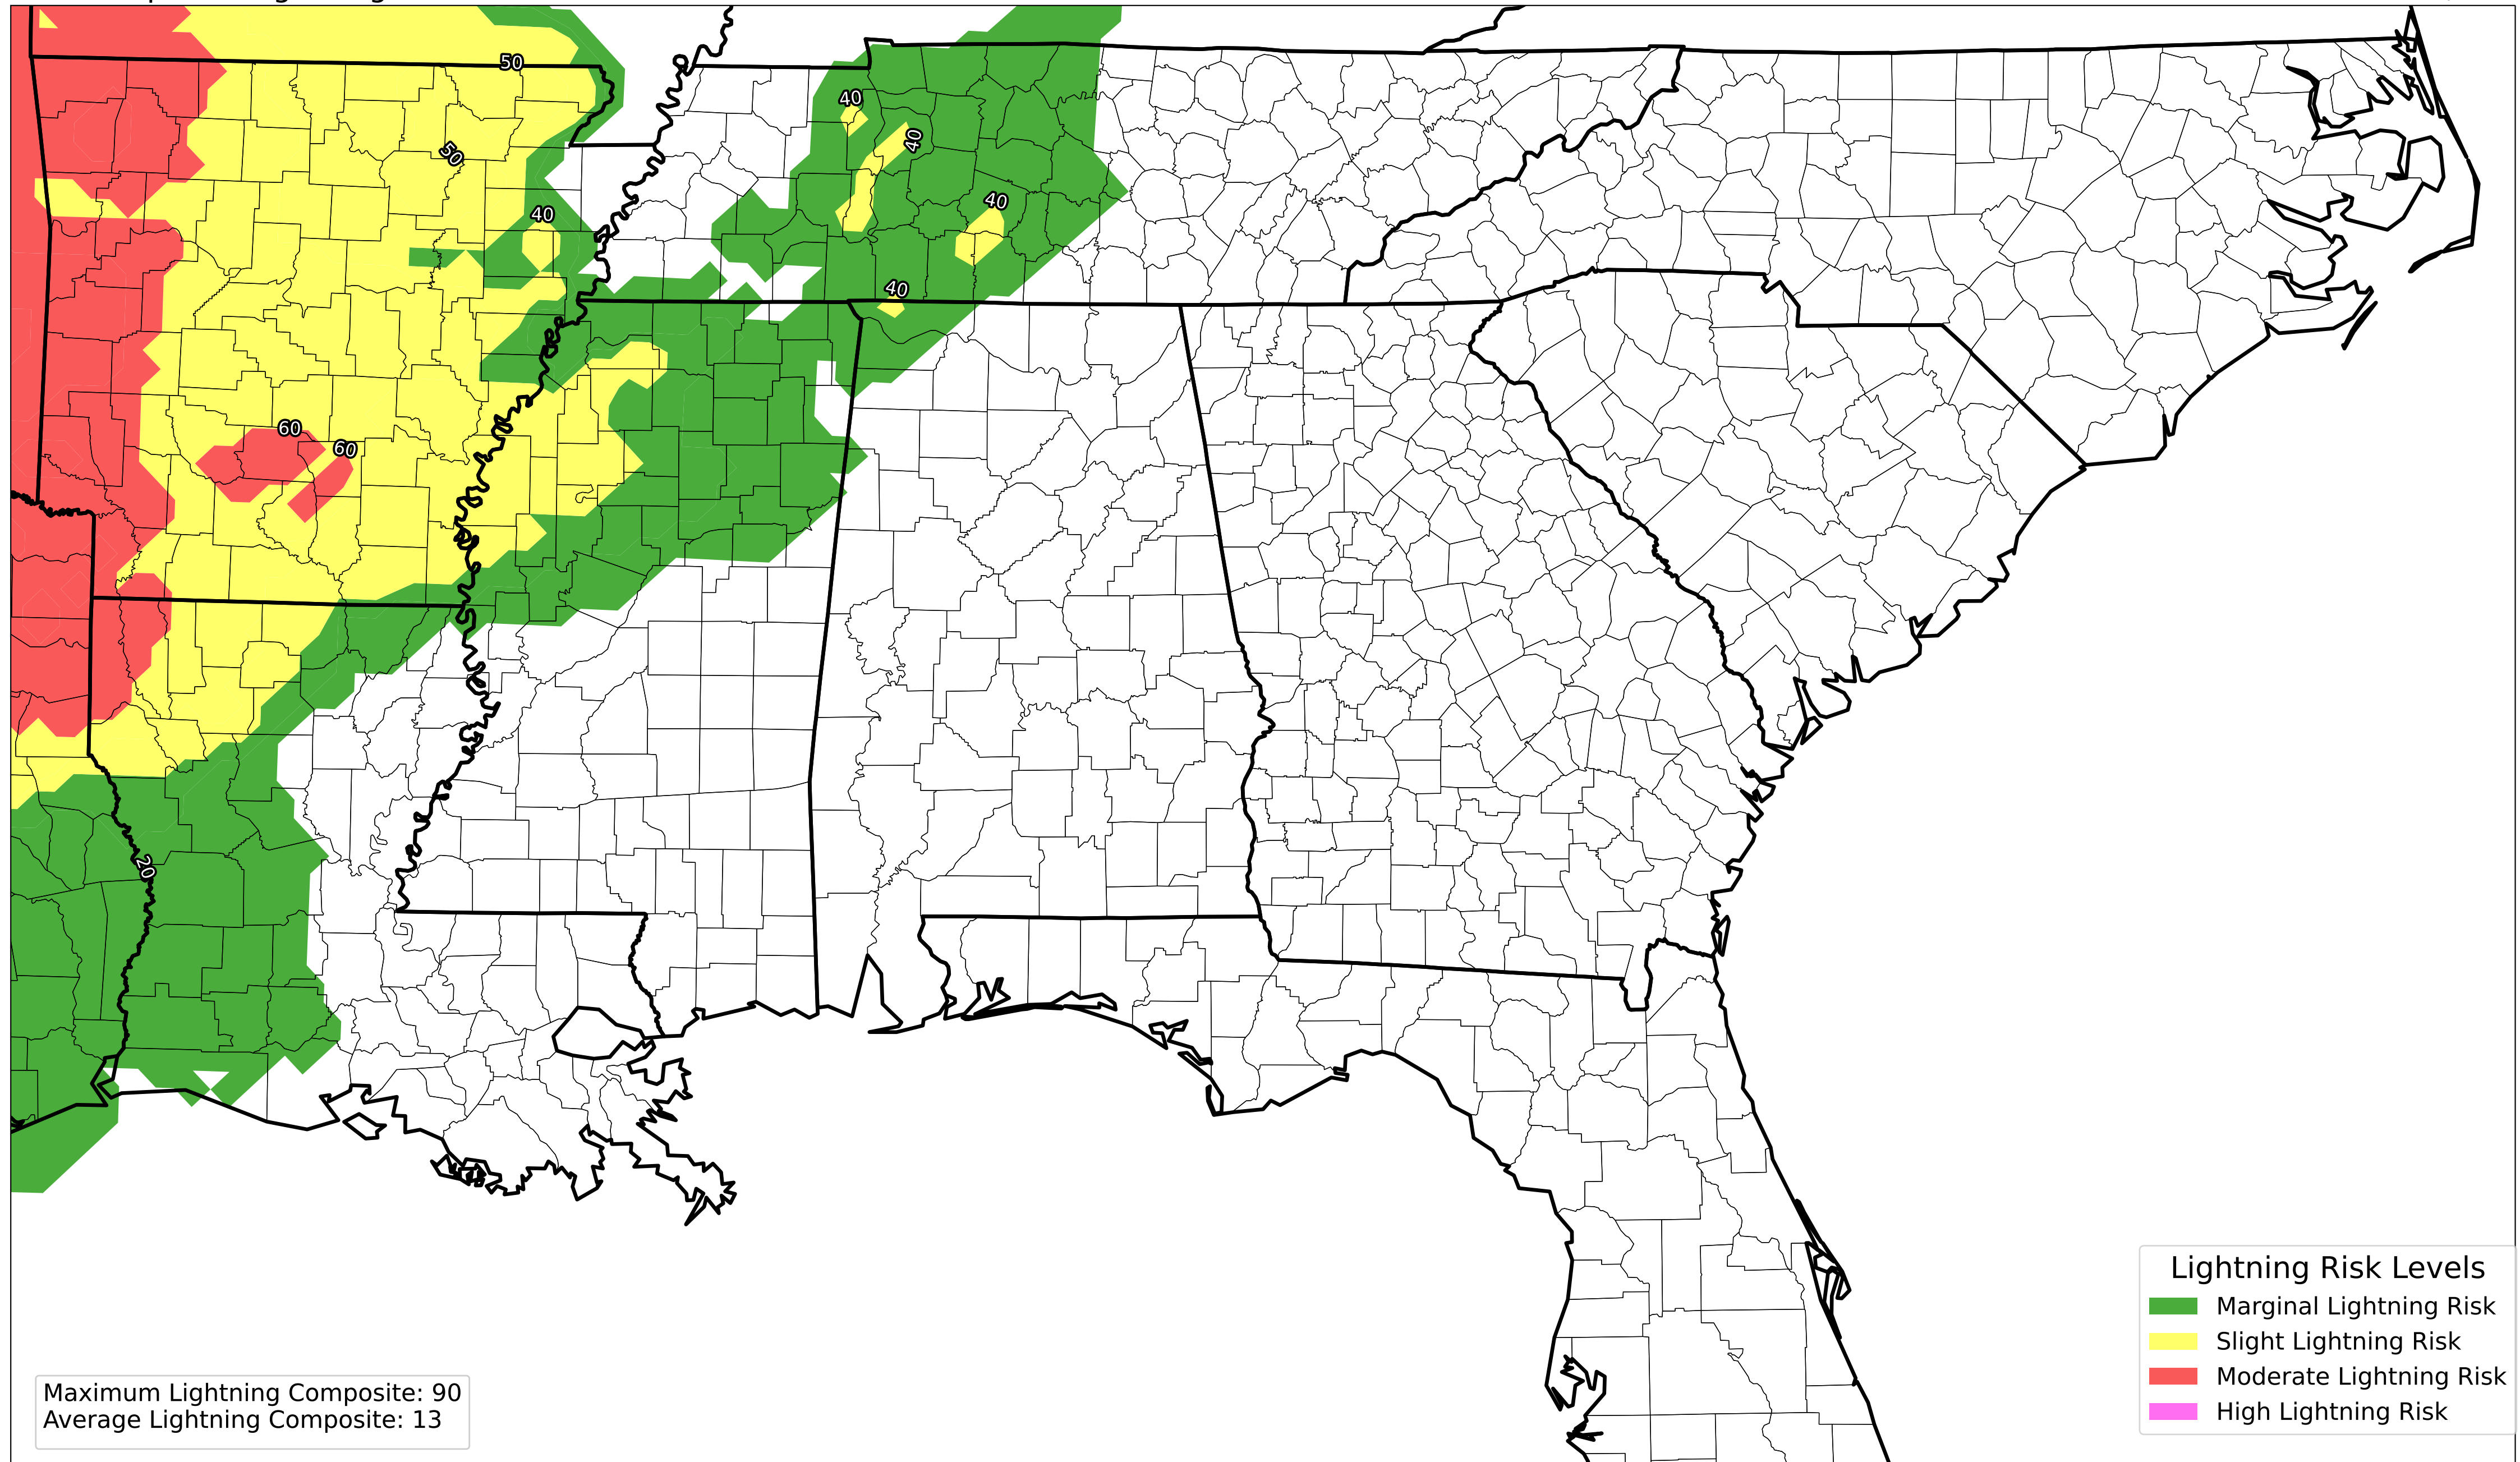 50
40
40
50
40
40
40
60
60
20
Lightning Risk Levels
Marginal Lightning Risk
Slight Lightning Risk
Moderate Lightning Risk
High Lightning Risk
Maximum Lightning Composite: 90
Average Lightning Composite: 13